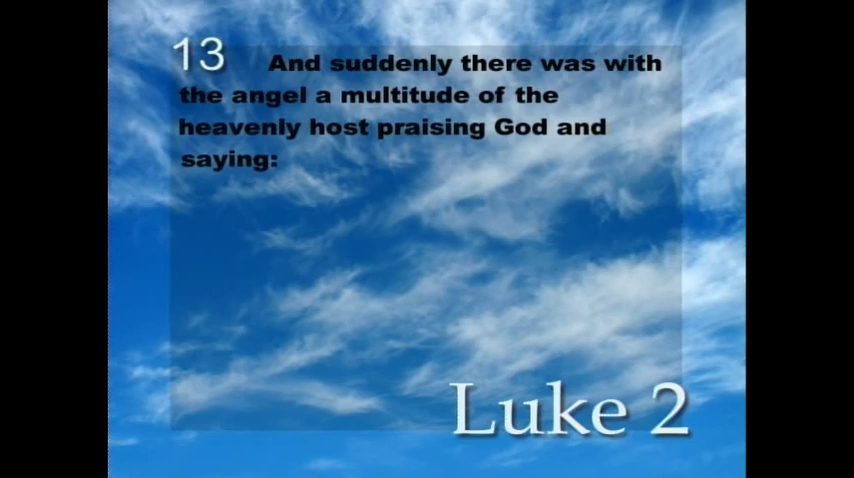 13 And suddenly there was with
the angel a multitude of the
heavenly host praising God and
saying:
Luke 2